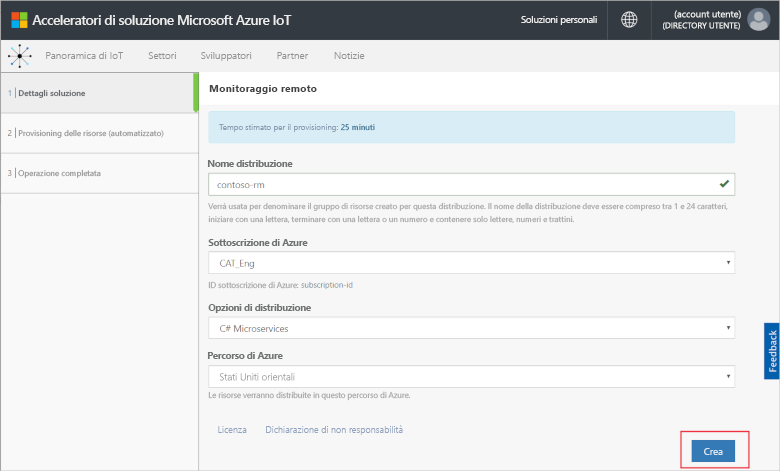 Acceleratori di soluzione Microsoft Azure IoT
Soluzioni personali
(account utente)
(DIRECTORY UTENTE)
Panoramica di IoT
Settori
Sviluppatori
Partner
Notizie
1 Dettagli soluzione
2 Provisioning delle risorse (automatizzato)
3 Operazione completata
Monitoraggio remoto
Tempo stimato per il provisioning: 25 minuti
Nome distribuzione
contoso-rm
Verrà usata per denominare il gruppo di risorse creato per questa distribuzione. Il nome della distribuzione deve essere compreso tra 1 e 24 caratteri,
iniziare con una lettera, terminare con una lettera o un numero e contenere solo lettere, numeri e trattini.
Sottoscrizione di Azure
CAT_Eng
ID sottoscrizione di Azure: subscription-id
Opzioni di distribuzione
C# Microservices
Percorso di Azure
Stati Uniti orientali
Le risorse verranno distribuite in questo percorso di Azure.
Licenza
Dichiarazione di non responsabilità
Crea
Feedback